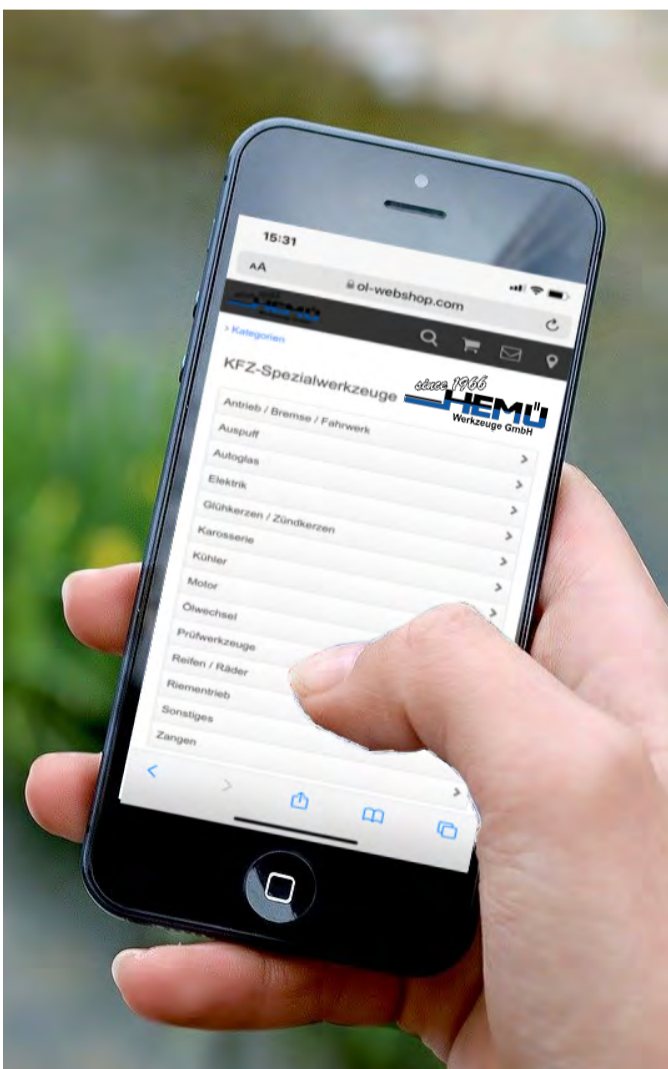 15:31
AA
ol-webshop.com
HEMÜ
> Kategorien
KFZ-Spezialwerkzeuge
since 1966
HEMÜ
Werkzeuge GmbH
Antrieb / Bremse / Fahrwerk
Auspuff
Autoglas
Elektrik
Glühkerzen / Zündkerzen
Karosserie
Kühler
Motor
Ölwechsel
Prüfwerkzeuge
Reifen / Räder
Riementrieb
Sonstiges
Zangen